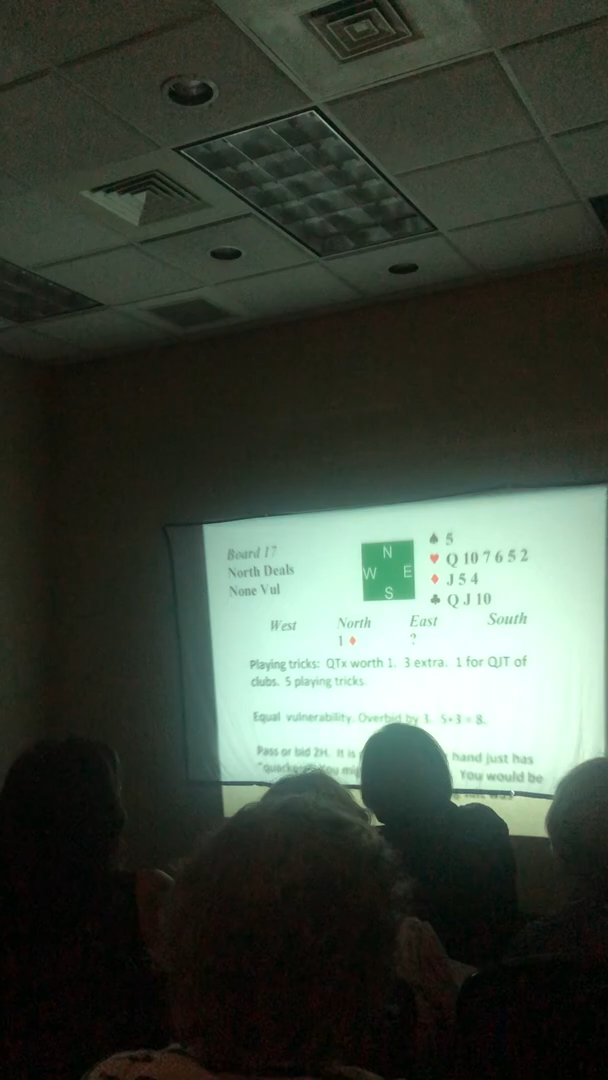 Board 17
North Deals
None Vul
N
W E
S
♠ 5
♥ Q 10 7 6 5 2
♦ J 5 4
♣ Q J 10
West North East South
1 ♦ ?
Playing tricks: QTx worth 1. 3 extra. 1 for QJT of
clubs. 5 playing tricks.
Equal vulnerability. Overbid by 3. 5+3 = 8.
Pass or bid 2H. It is hand just has
You would be